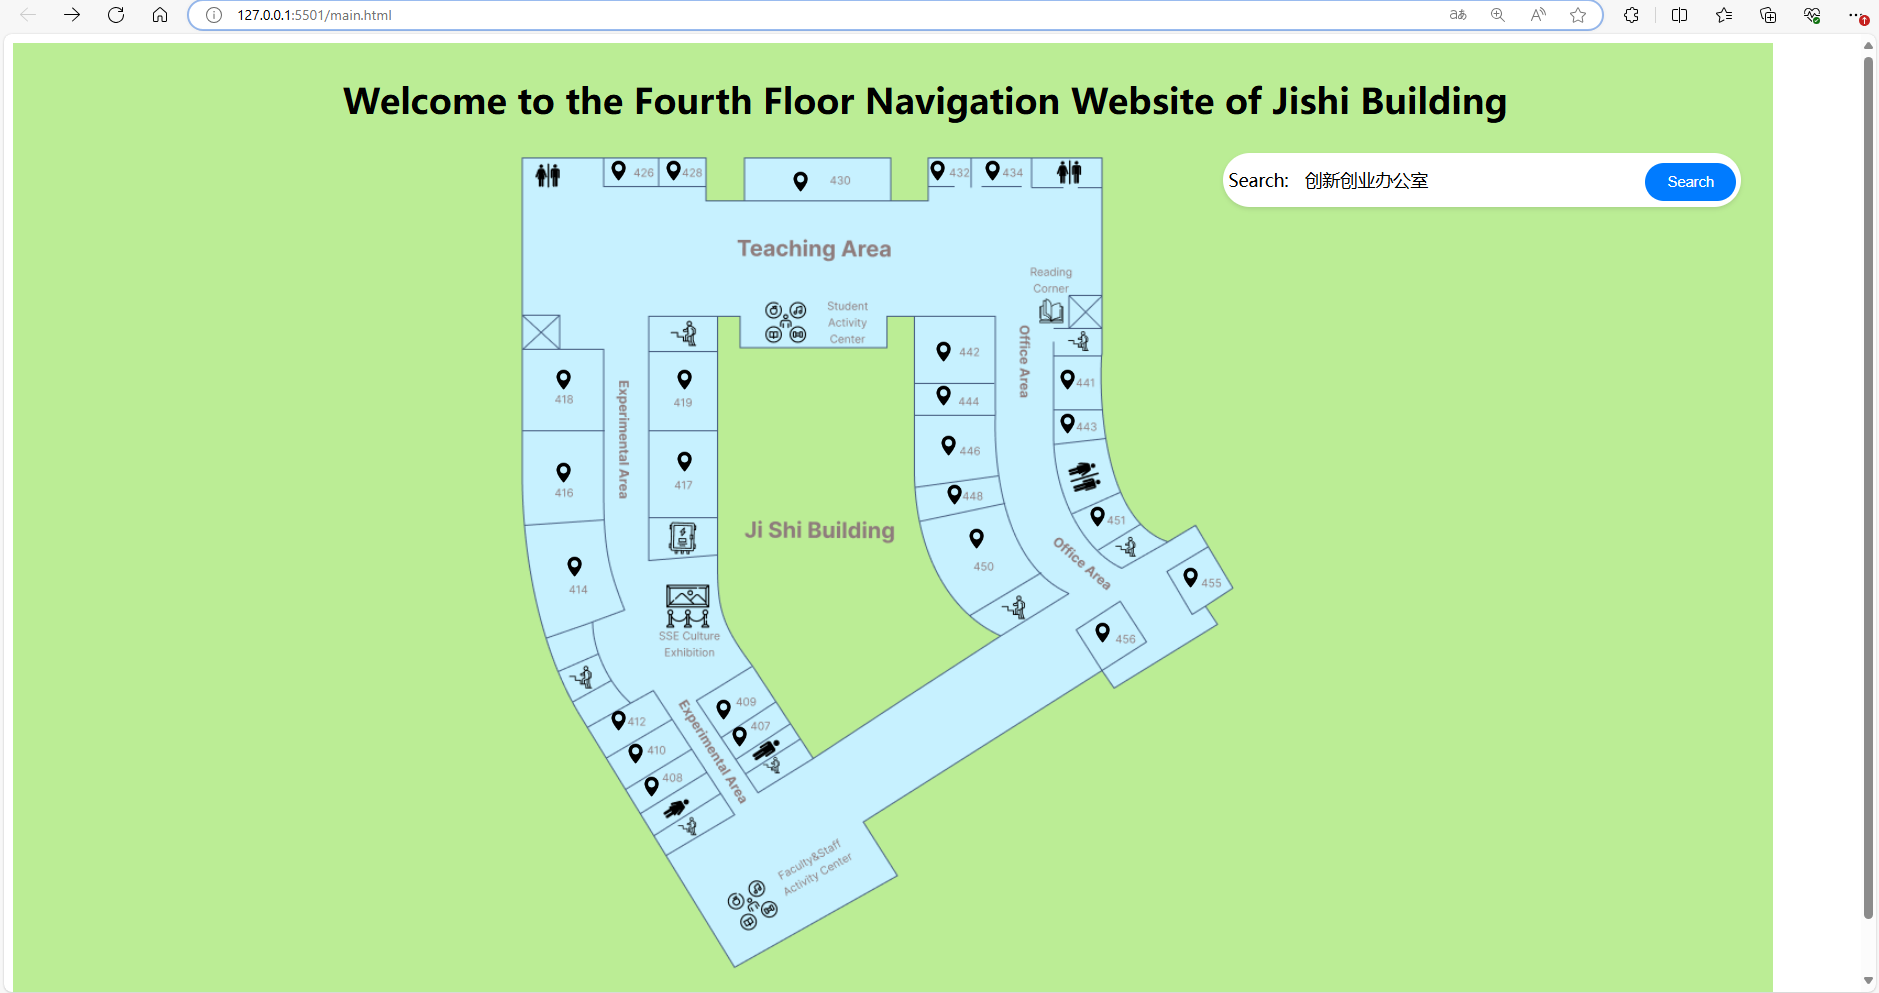 127.0.0.1:5501/main.html
Welcome to the Fourth Floor Navigation Website of Jishi Building
Search: 创新创业办公室
Search
426
428
430
432
434
Teaching Area
Reading
Corner
Student
Activity
Center
Office Area
442
441
444
443
446
448
451
450
Office Area
455
456
Experimental Area
418
419
416
417
414
Ji Shi Building
SSE Culture
Exhibition
409
407
412
410
408
Experimental Area
Faculty&Staff
Activity Center